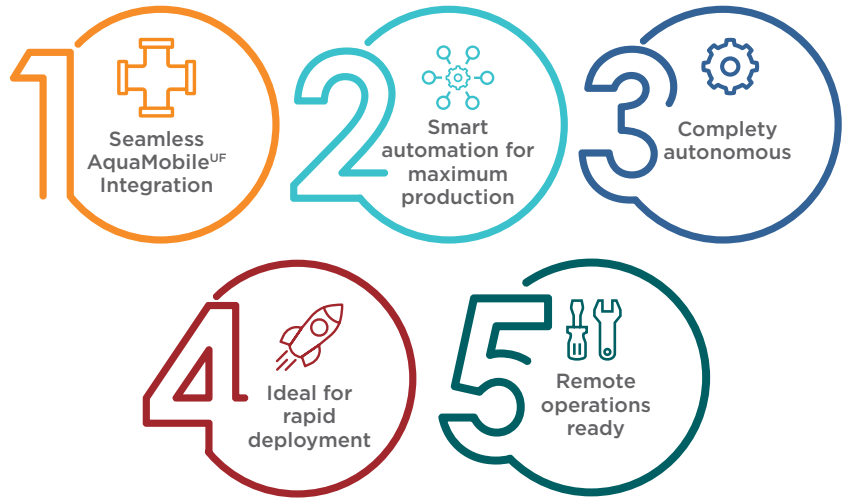 1
Seamless
AquaMobileUF
Integration
2
Smart
automation for
maximum
production
3
Complety
autonomous
4
Ideal for
rapid
deployment
5
Remote
operations
ready